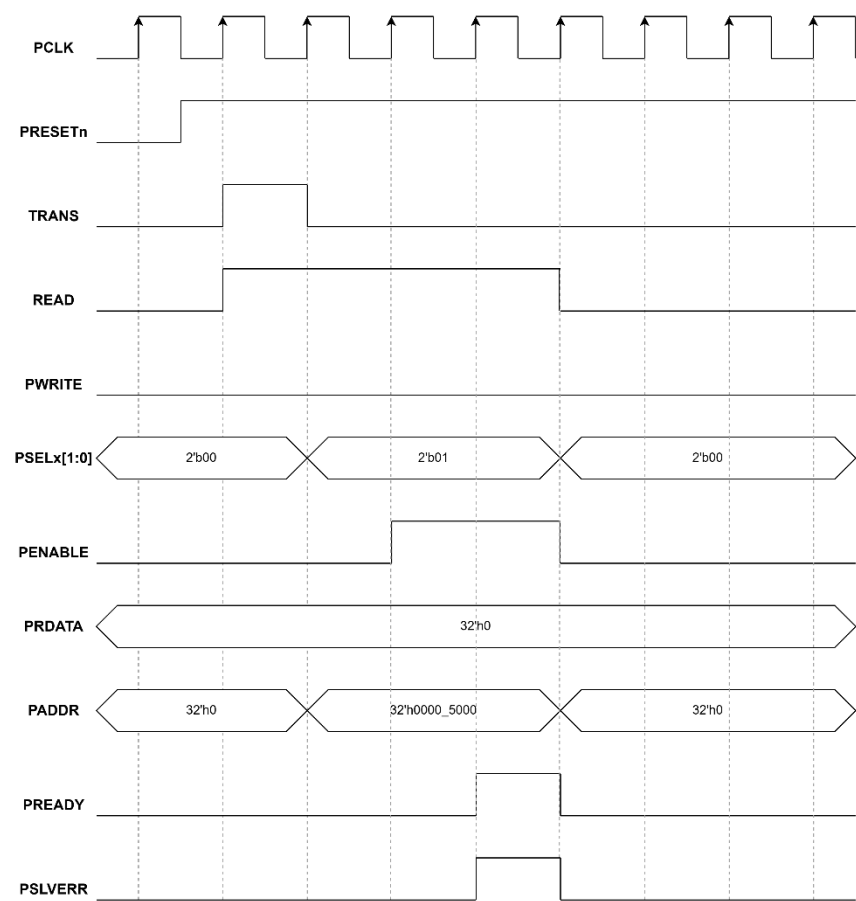 PCLK
PRESETn
TRANS
READ
PWRITE
PSELx[1:0] 2'b00 2'b01 2'b00
PENABLE
PRDATA 32'h0
PADDR 32'h0 32'h0000_5000 32'h0
PREADY
PSLVERR